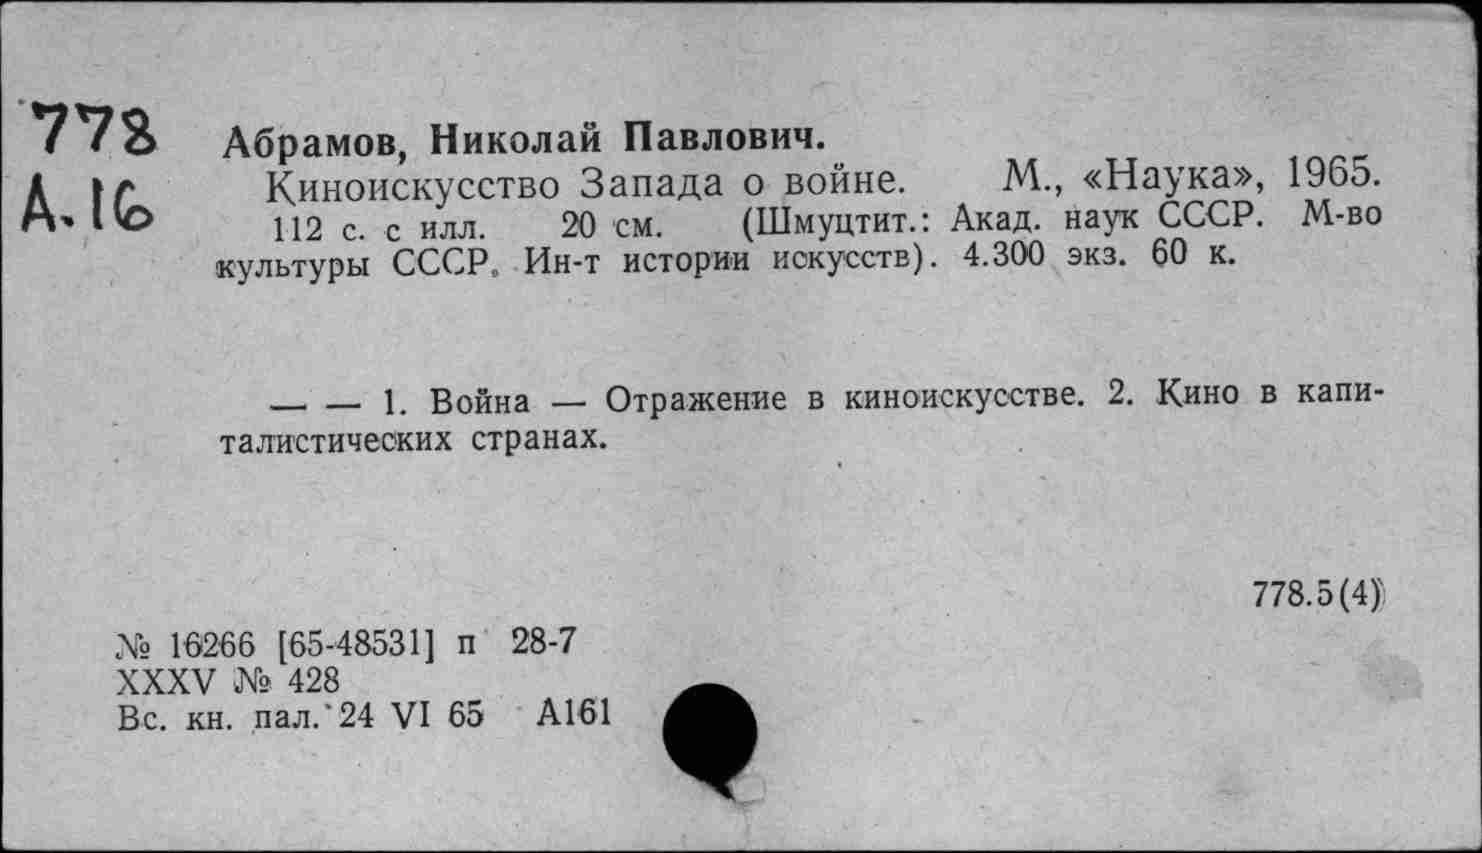 778
А-16
Абрамов, Николай Павлович.
Киноискусство Запада о войне. М., «Наука», 1965.
112 с. с илл. 20 см. (Шмуцтит.: Акад. наук СССР. М-во
культуры СССР. Ин-т истории искусств). 4.300 экз. 60 к.
— — 1. Война — Отражение в киноискусстве. 2. Кино в капи-
талистических странах.
778.5(4)
№ 16266 [65-48531] п 28-7
XXXV № 428
Вс. кн. пал. 24 VI 65 А161